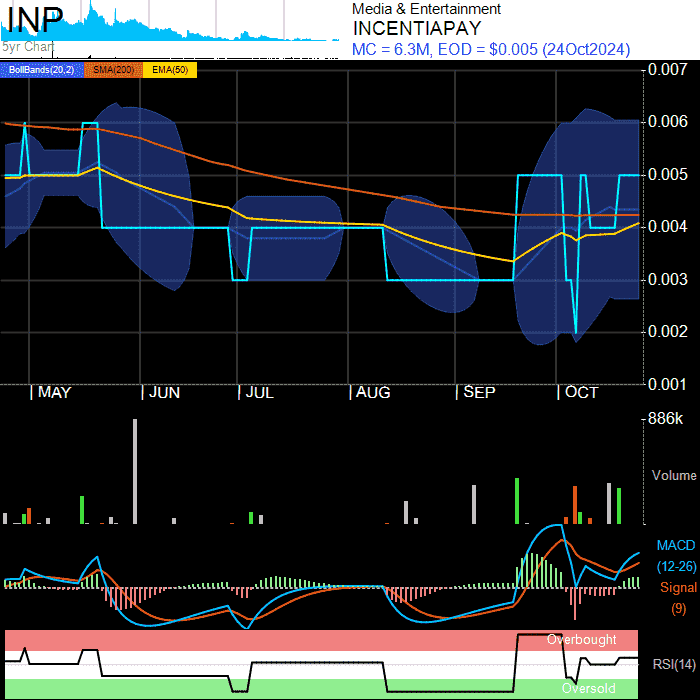 INP
5yr Chart
Media & Entertainment
INCENTIAPAY
MC = 6.3M, EOD = $0.005 (24Oct2024)
BollBands(20,2) SMA(200) EMA(50)
0.007
0.006
0.005
0.004
0.003
0.002
0.001
MAY JUN JUL AUG SEP OCT
886k
Volume
MACD
(12-26)
Signal
(9)
Overbought
RSI(14)
Oversold